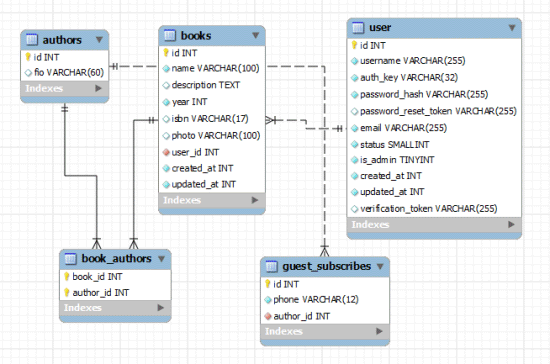 authors
id INT
fio VARCHAR(60)
Indexes
books
id INT
name VARCHAR(100)
description TEXT
year INT
isbn VARCHAR(17)
photo VARCHAR(100)
user_id INT
created_at INT
updated_at INT
Indexes
user
id INT
username VARCHAR(255)
auth_key VARCHAR(32)
password_hash VARCHAR(255)
password_reset_token VARCHAR(255)
email VARCHAR(255)
status SMALLINT
is_admin TINYINT
created_at INT
updated_at INT
verification_token VARCHAR(255)
Indexes
book_authors
book_id INT
author_id INT
Indexes
guest_subscribes
id INT
phone VARCHAR(12)
author_id INT
Indexes